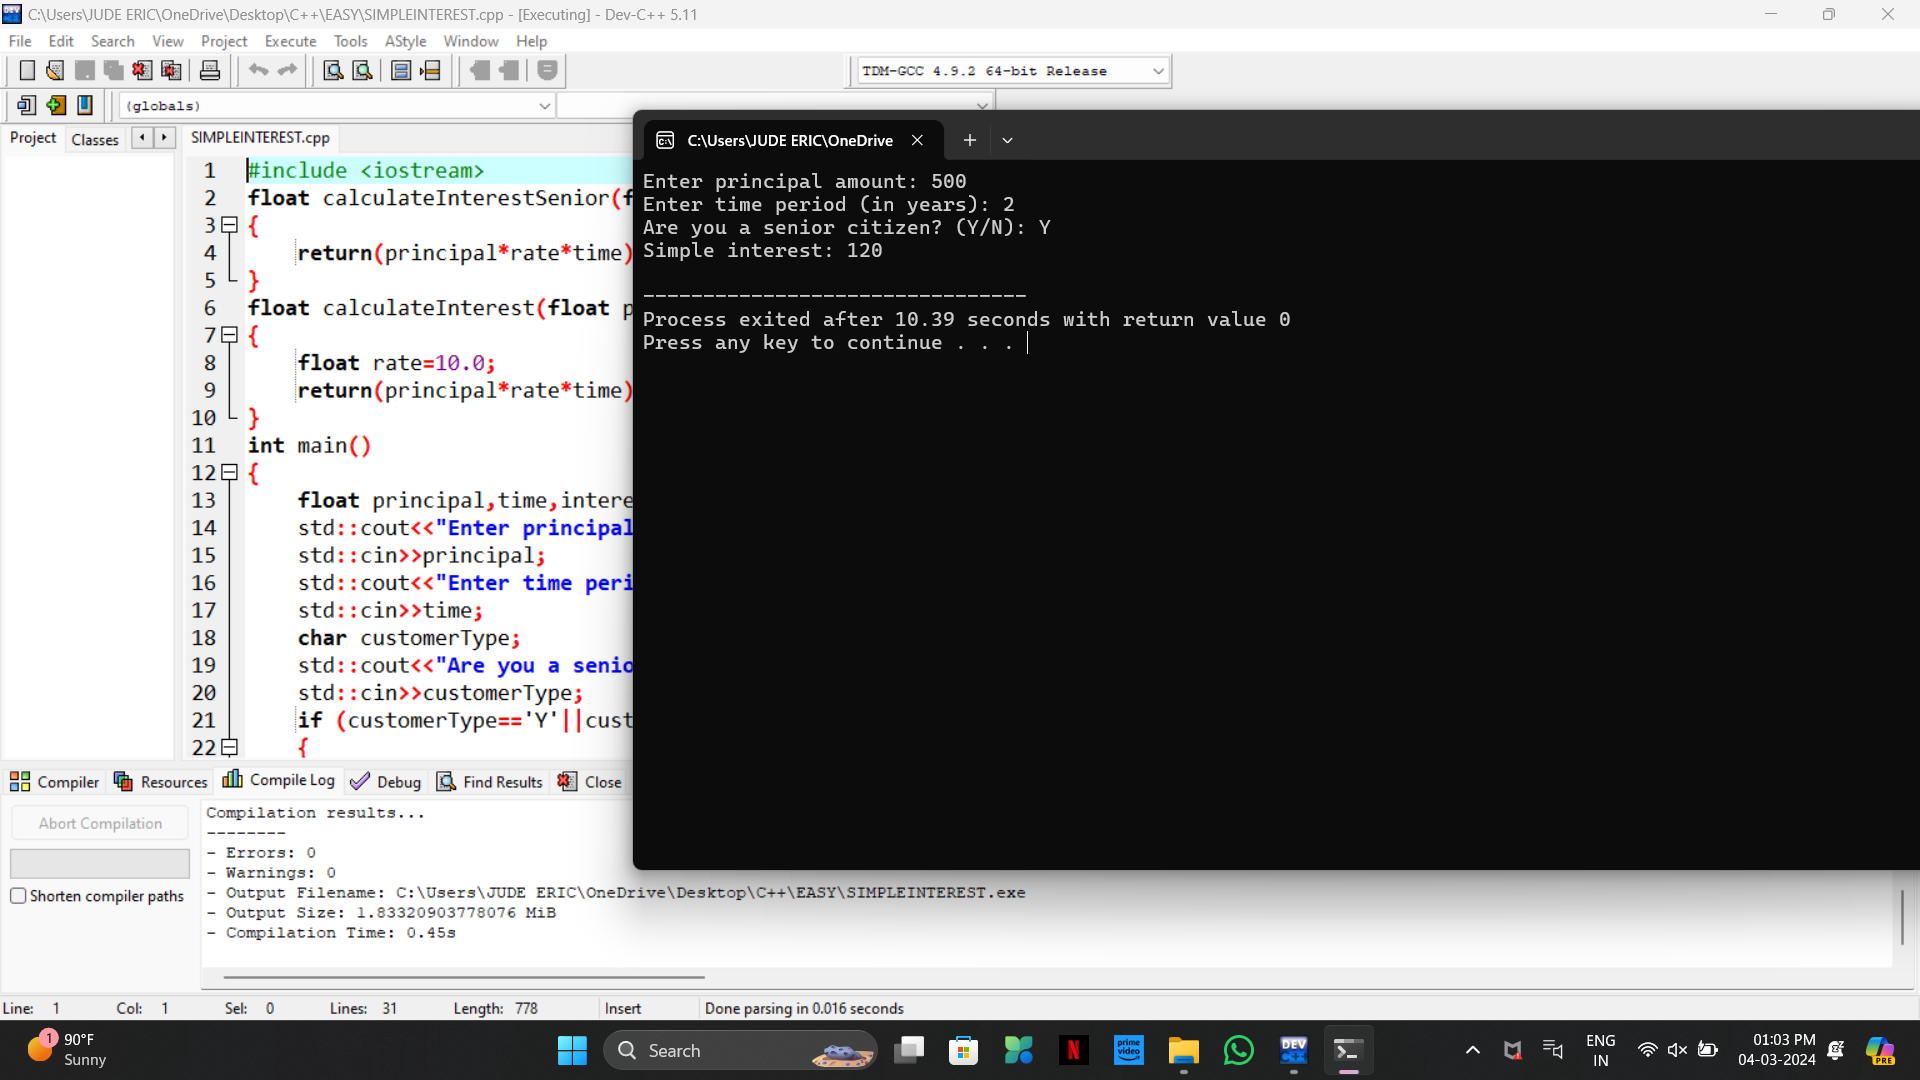 C:\Users\JUDE ERIC\OneDrive\Desktop\C++\EASY\SIMPLEINTEREST.cpp - [Executing] - Dev-C++ 5.11
File Edit Search View Project Execute Tools AStyle Window Help
TDM-GCC 4.9.2 64-bit Release
(globals)
Project Classes
SIMPLEINTEREST.cpp
1 #include <iostream>
2 float calculateInterestSenior(f
3 {
4 return(principal*rate*time)
5 }
6 float calculateInterest(float p
7 {
8 float rate=10.0;
9 return(principal*rate*time)
10 }
11 int main()
12 {
13 float principal,time,intere
14 std::cout<<"Enter principal
15 std::cin>>principal;
16 std::cout<<"Enter time peri
17 std::cin>>time;
18 char customerType;
19 std::cout<<"Are you a senio
20 std::cin>>customerType;
21 if (customerType=='Y'||cust
22 {
C:\Users\JUDE ERIC\OneDrive
Enter principal amount: 500
Enter time period (in years): 2
Are you a senior citizen? (Y/N): Y
Simple interest: 120
--------------------------------
Process exited after 10.39 seconds with return value 0
Press any key to continue . . .
Compiler Resources Compile Log Debug Find Results Close
Abort Compilation
Shorten compiler paths
Compilation results...
--------
- Errors: 0
- Warnings: 0
- Output Filename: C:\Users\JUDE ERIC\OneDrive\Desktop\C++\EASY\SIMPLEINTEREST.exe
- Output Size: 1.83320903778076 MiB
- Compilation Time: 0.45s
Line: 1 Col: 1 Sel: 0 Lines: 31 Length: 778 Insert Done parsing in 0.016 seconds
1
90°F
Sunny
Search
prime video
DEV
ENG
IN
01:03 PM
04-03-2024
PRE